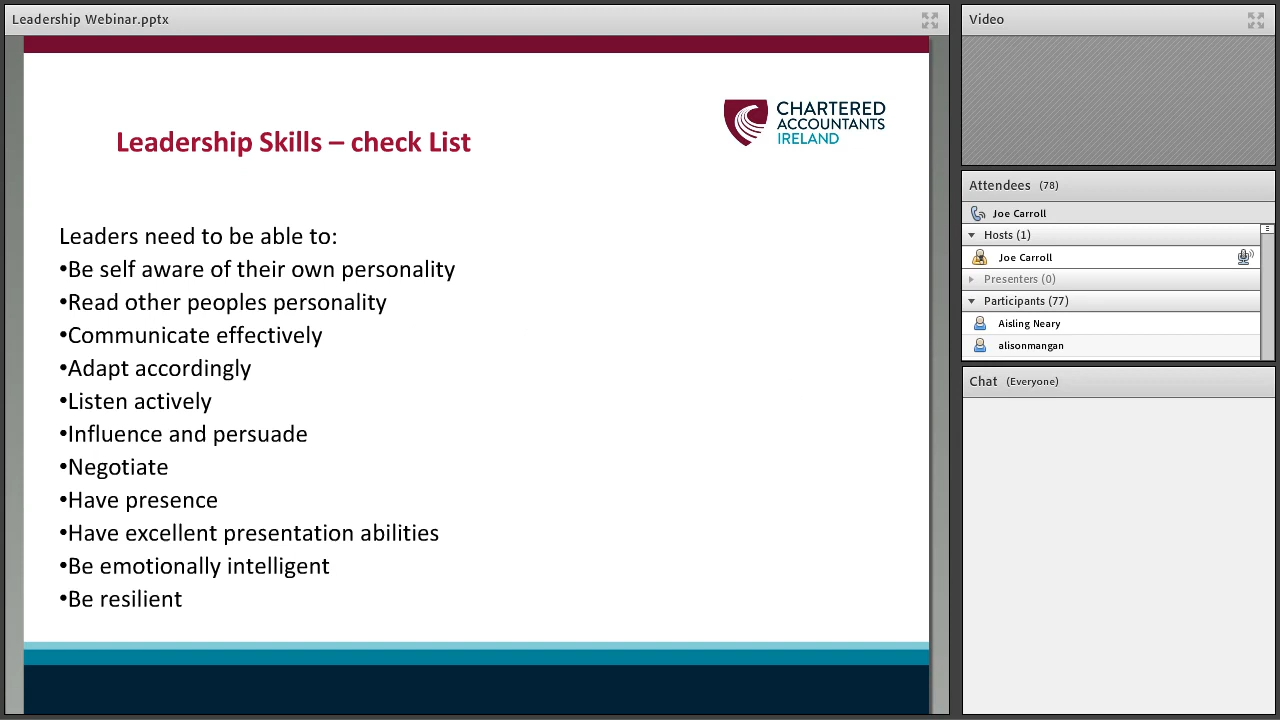 Leadership Webinar.pptx
CHARTERED
ACCOUNTANTS
IRELAND
Leadership Skills – check List
Leaders need to be able to:
•Be self aware of their own personality
•Read other peoples personality
•Communicate effectively
•Adapt accordingly
•Listen actively
•Influence and persuade
•Negotiate
•Have presence
•Have excellent presentation abilities
•Be emotionally intelligent
•Be resilient
Video
Attendees (78)
Joe Carroll
Hosts (1)
Joe Carroll
Presenters (0)
Participants (77)
Aisling Neary
alisonmangan
Chat (Everyone)